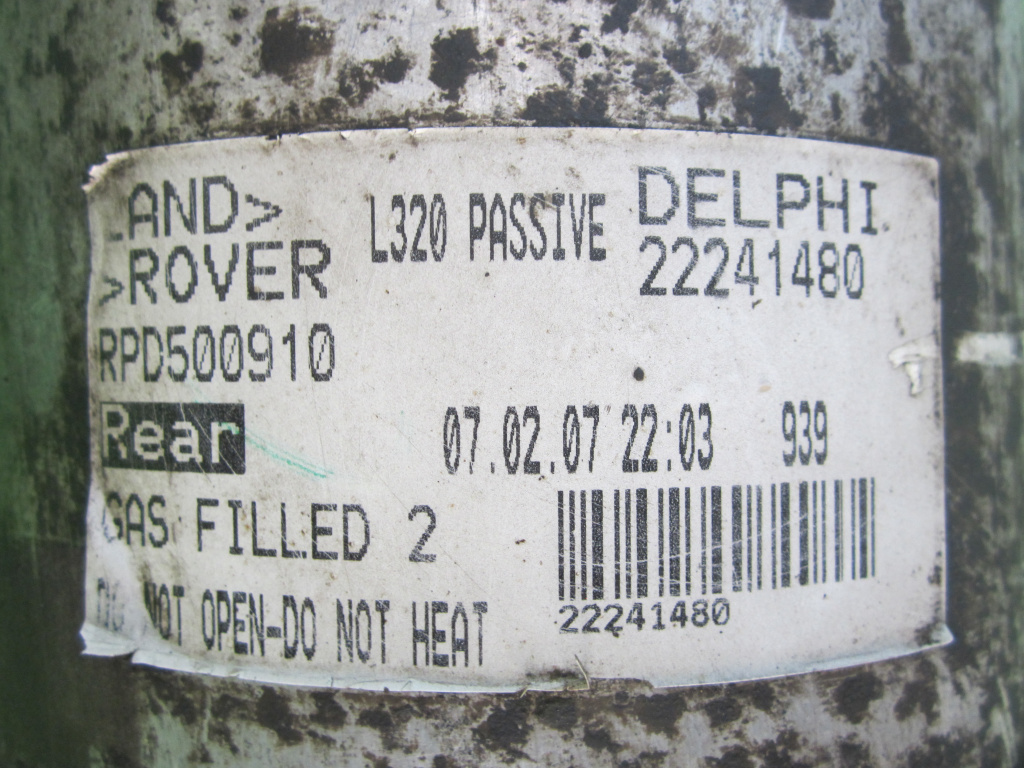 LAND>
>ROVER
L320 PASSIVE
DELPHI
22241480
RPD500910
Rear
07.02.07 22:03 939
GAS FILLED 2
22241480
NOT OPEN-DO NOT HEAT